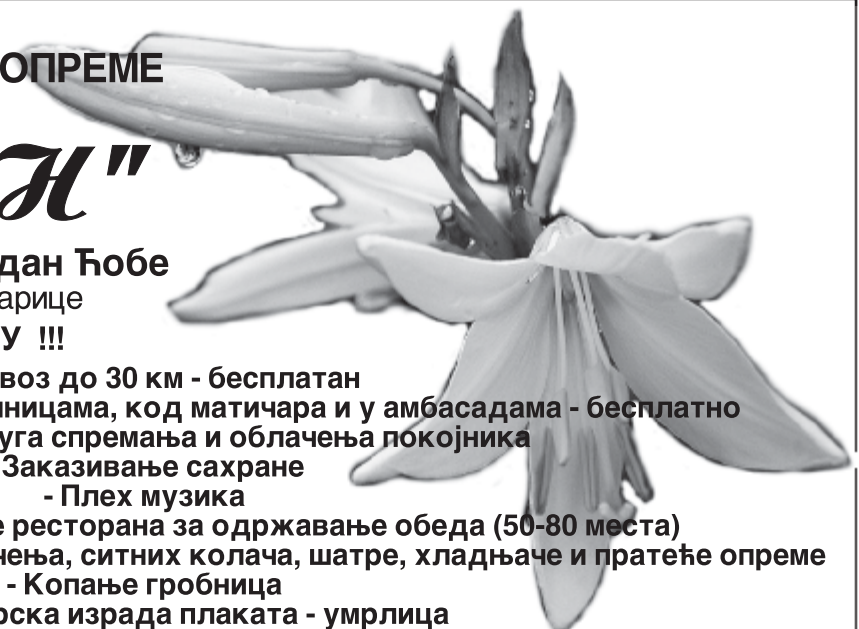 ОПРЕМЕ
Н"
дан Ћобе
арице
У !!!
воз до 30 км - бесплатан
ницама, код матичара и у амбасадама - бесплатно
уга спремања и облачења покојника
Заказивање сахране
- Плех музика
е ресторана за одржавање обеда (50-80 места)
чења, ситних колача, шатре, хладњаче и пратеће опреме
- Копање гробница
рска израда плаката - умрлица